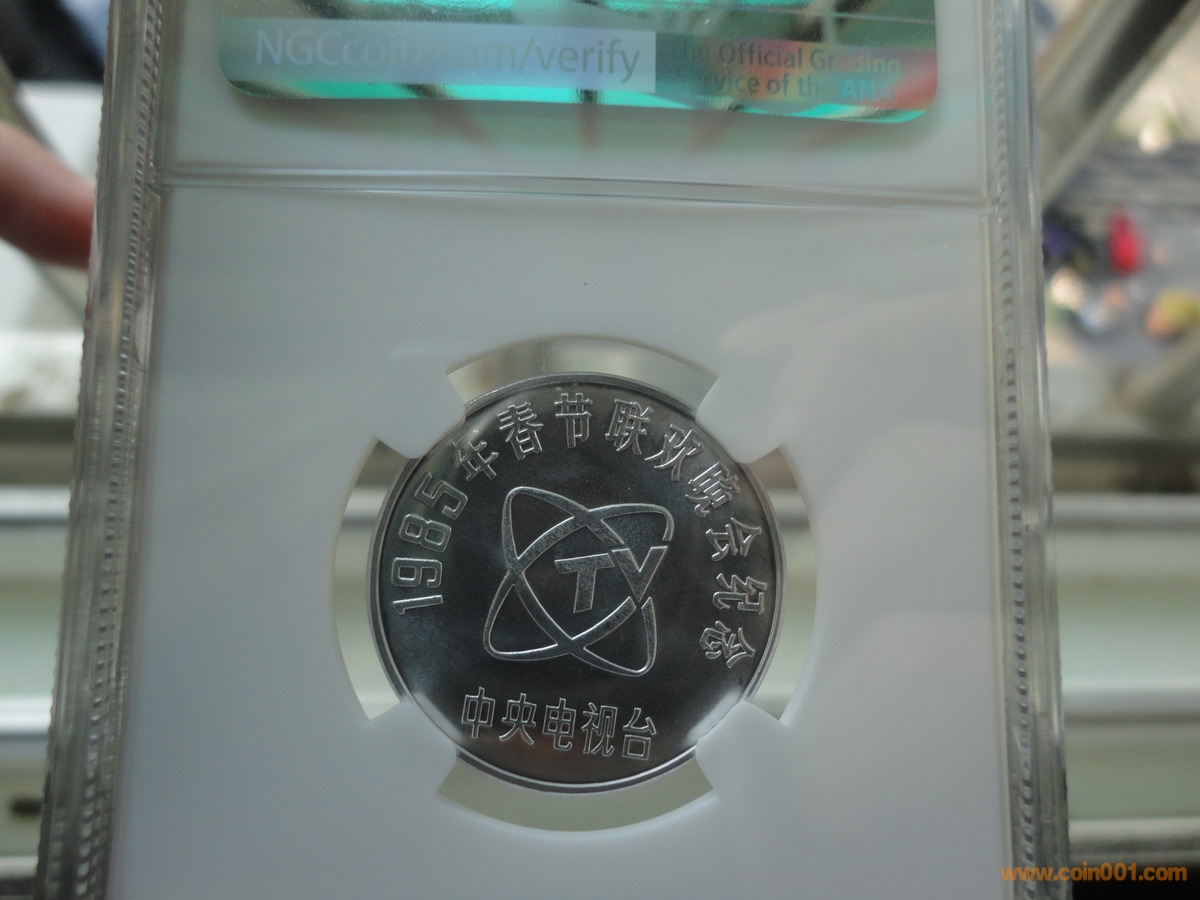 NGCcoin.com/verify
The Official Grading
Service of the ANA
1985年春节联欢晚会纪念
TV
中央电视台
www.coin001.com